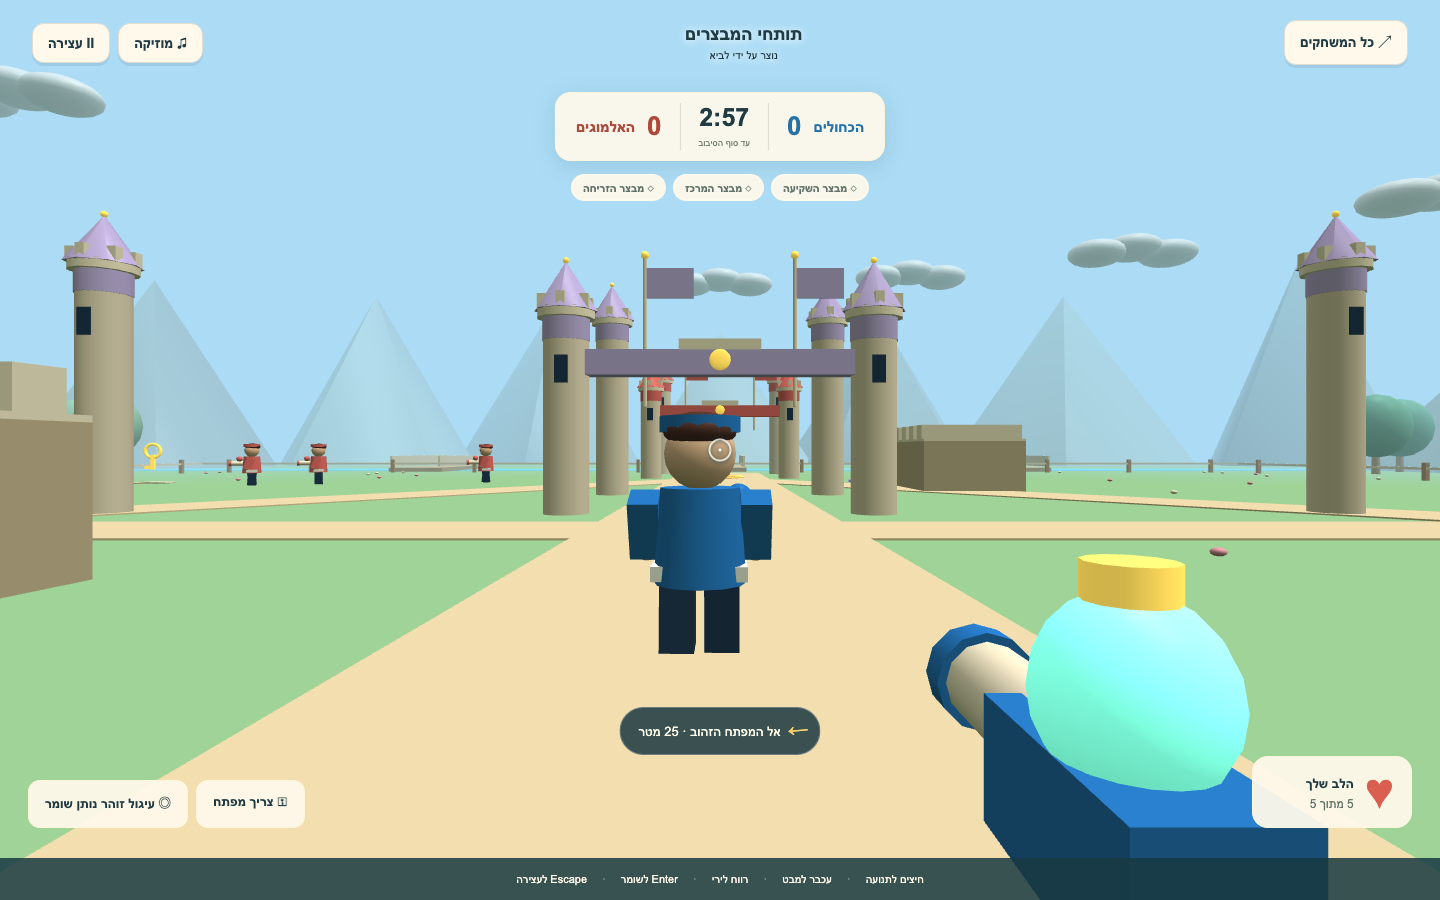 ↗ כל המשחקים
תותחי המבצרים
נוצר על ידי לביא
♫ מוזיקה
II עצירה
הכחולים 0
2:57
עד סוף הסיבוב
0 האלמוגים
◇ מבצר השקיעה
◇ מבצר המרכז
◇ מבצר הזריחה
← אל המפתח הזהוב · 25 מטר
♥ הלב שלך
5 מתוך 5
⚿ צריך מפתח
◎ עיגול זוהר נותן שומר
חיצים לתנועה · עכבר למבט · רווח לירי · Enter לשומר · Escape לעצירה